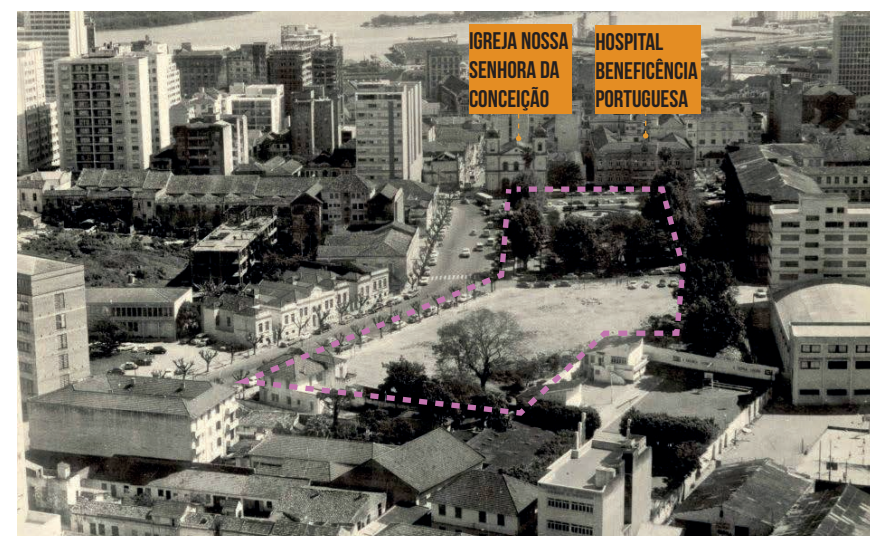 IGREJA NOSSA
SENHORA DA
CONCEIÇÃO
HOSPITAL
BENEFICÊNCIA
PORTUGUESA